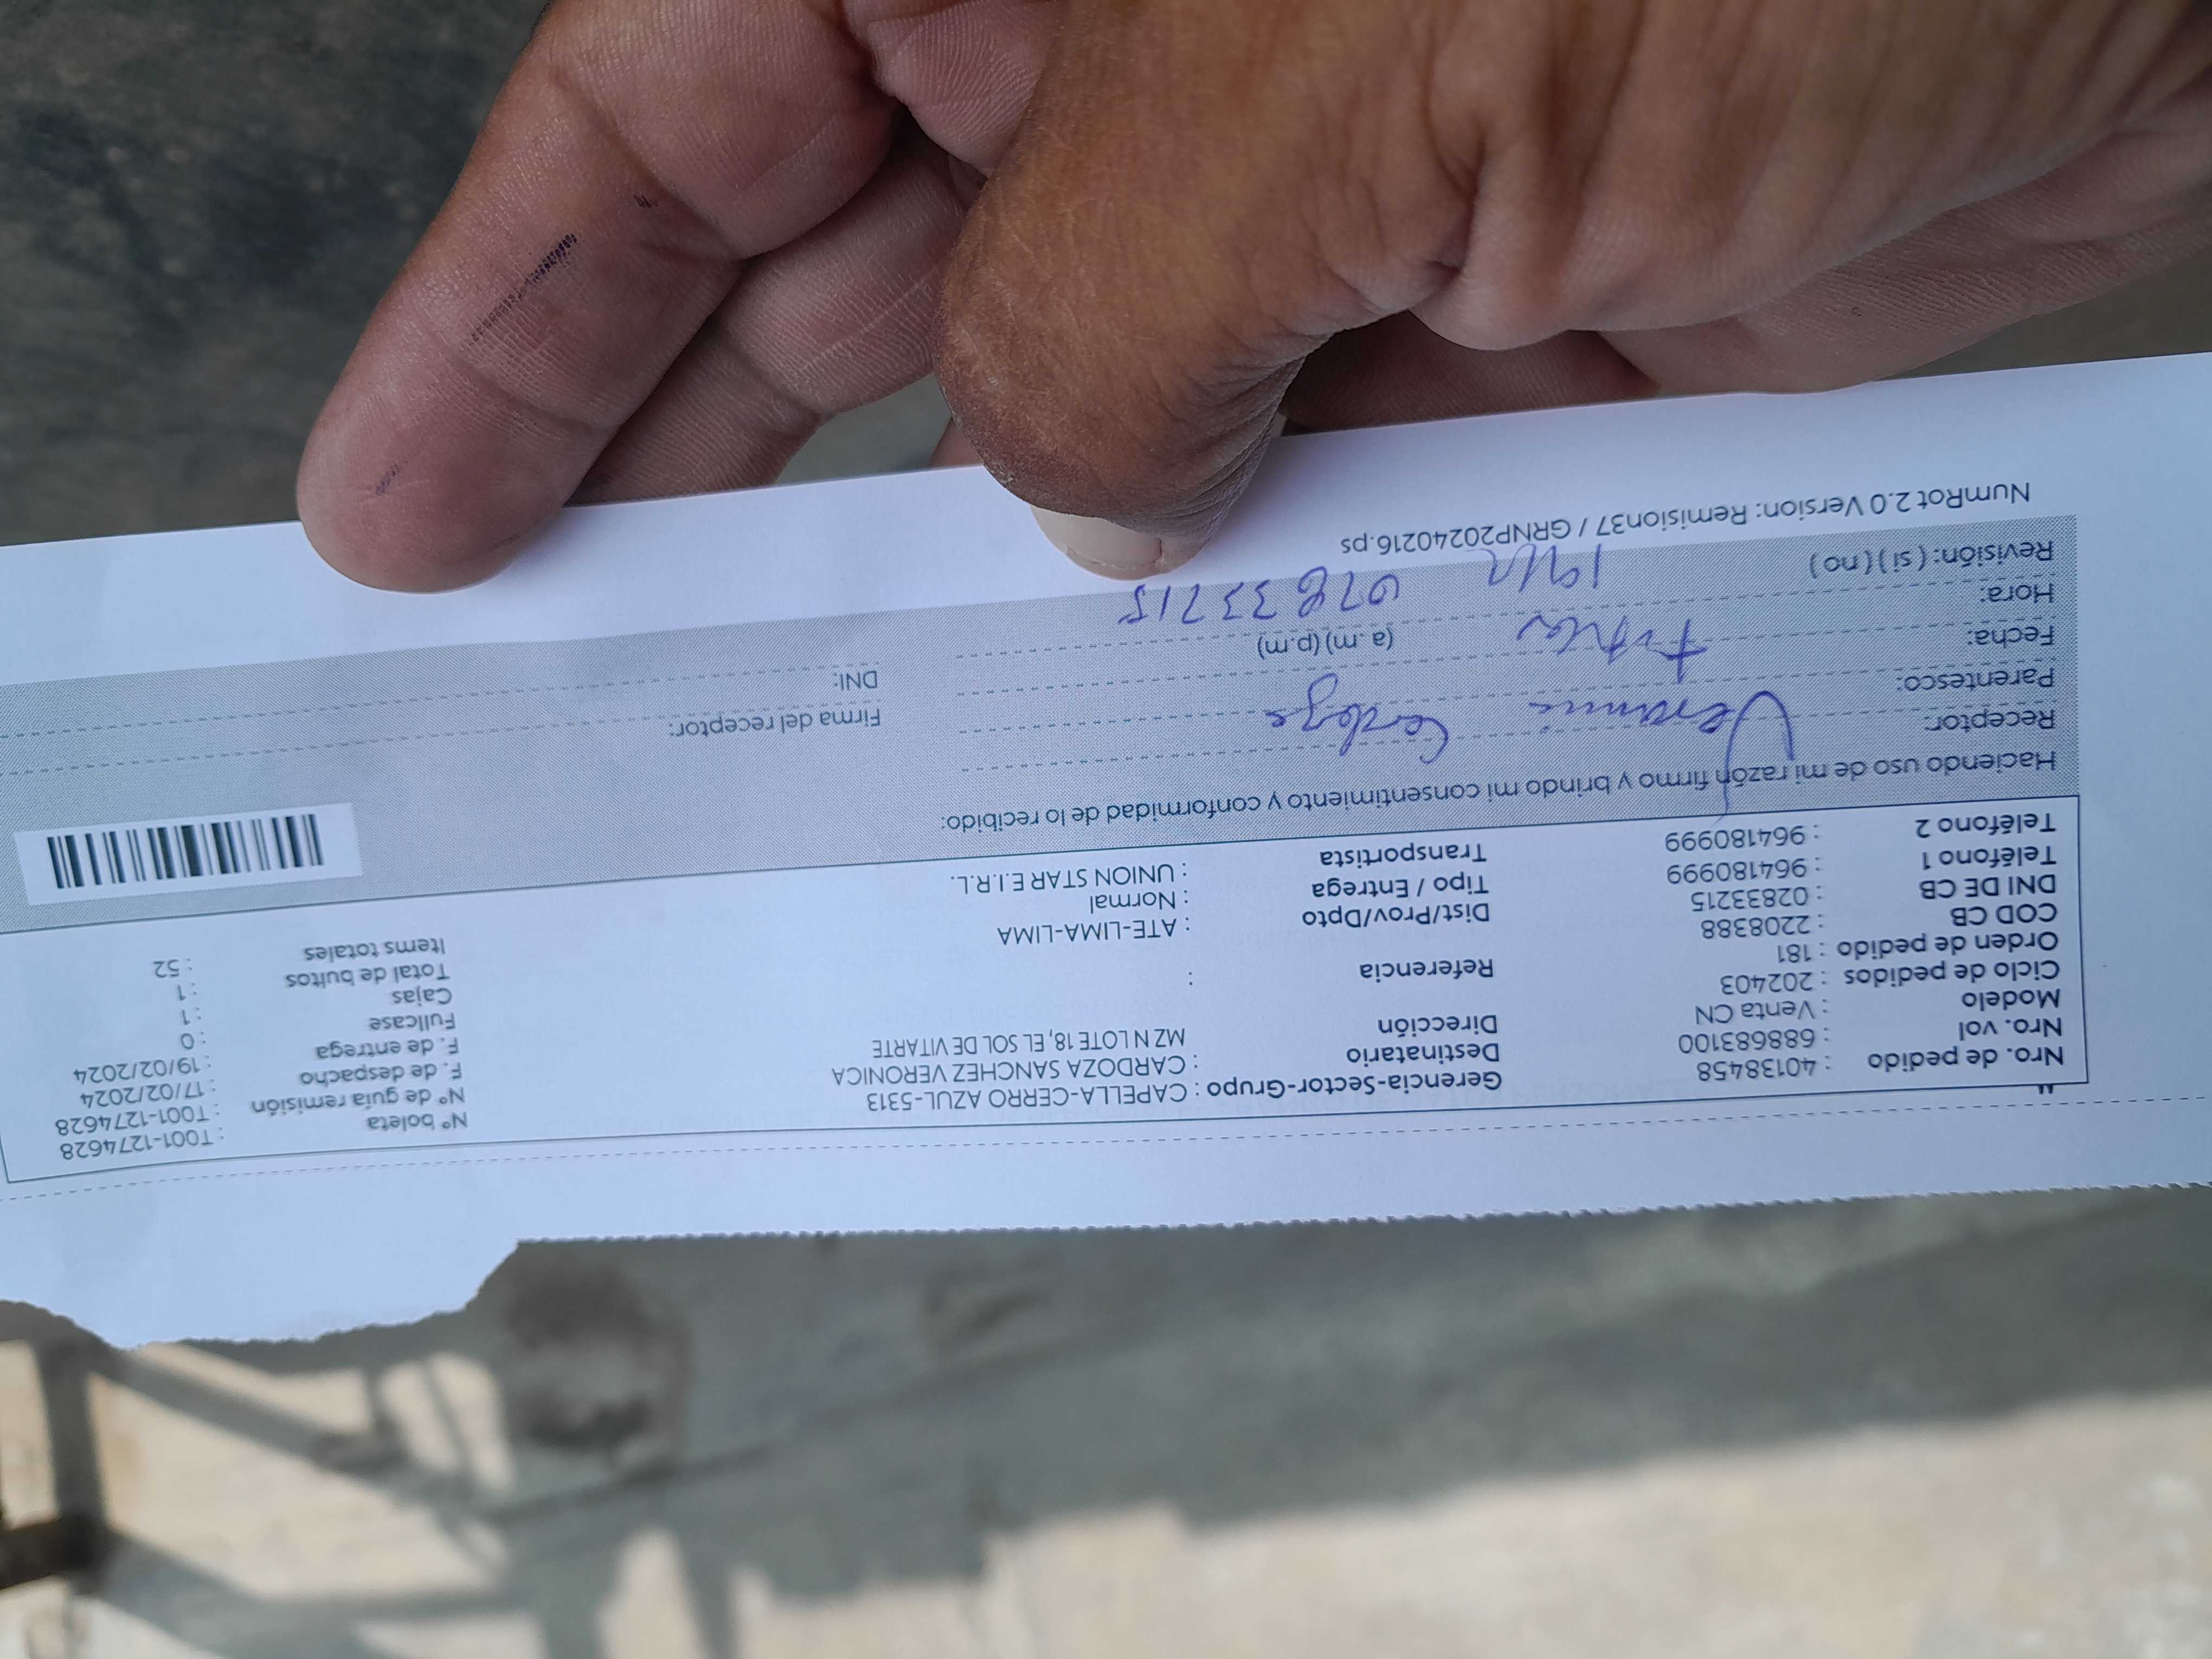 Nro. de pedido : 40138458 Gerencia-Sector-Grupo : CAPELLA-CERRO AZUL-5313 Nº boleta : T001-1274628
Nro. vol : 688683100 Destinatario : CARDOZA SANCHEZ VERONICA Nº de guía remisión : T001-1274628
Modelo : Venta CN Dirección MZ N LOTE 18, EL SOL DE VITARTE F. de despacho : 17/02/2024
Ciclo de pedidos : 202403 F. de entrega : 19/02/2024
Orden de pedido : 181 Referencia : Fullcase : 0
COD CB : 2208388 Cajas : 1
DNI DE CB : 02833215 Dist/Prov/Dpto : ATE-LIMA-LIMA Total de bultos : 1
Teléfono 1 : 964180999 Tipo / Entrega : Normal Items totales : 52
Teléfono 2 : 964180999 Transportista : UNION STAR E.I.R.L.
Haciendo uso de mi razón firmo y brindo mi consentimiento y conformidad de lo recibido:
Receptor:
Parentesco: Firma del receptor:
Fecha: DNI:
Hora: (a. m) (p.m)
Revisión: ( si ) ( no )
NumRot 2.0 Version: Remision37 / GRNP20240216.ps